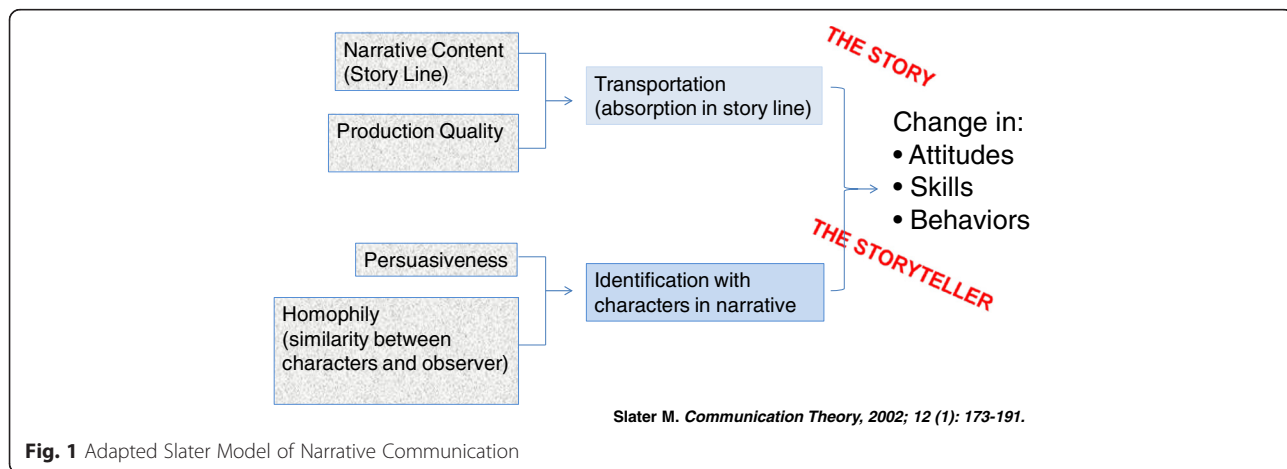 Narrative Content
(Story Line)
Production Quality
Transportation
(absorption in story line)
THE STORY
Change in:
• Attitudes
• Skills
• Behaviors
Persuasiveness
Homophily
(similarity between
characters and observer)
Identification with
characters in narrative
THE STORYTELLER
Slater M. Communication Theory, 2002; 12 (1): 173-191.
Fig. 1 Adapted Slater Model of Narrative Communication